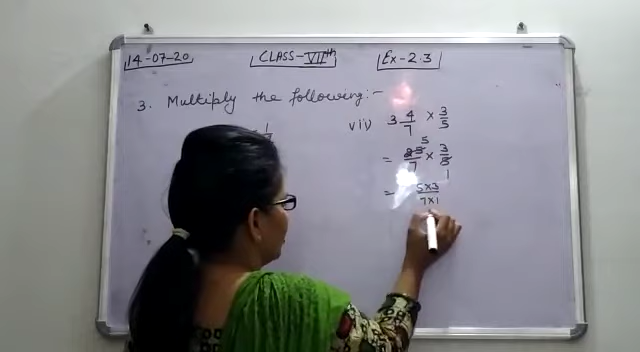 14-07-20 CLASS-VIIth Ex-2.3
3. Multiply the following:-
vii) 3 4/7 × 3/5
= 25/7 × 3/5
5
1
= 5×3/7×1